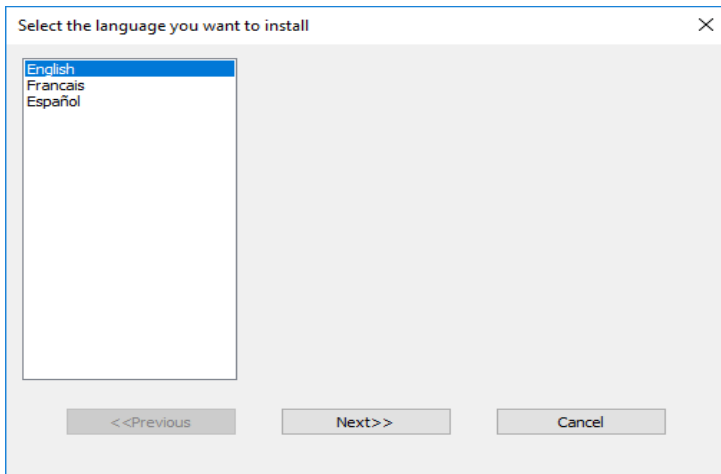 Select the language you want to install
English
Francais
Español
<<Previous
Next>>
Cancel